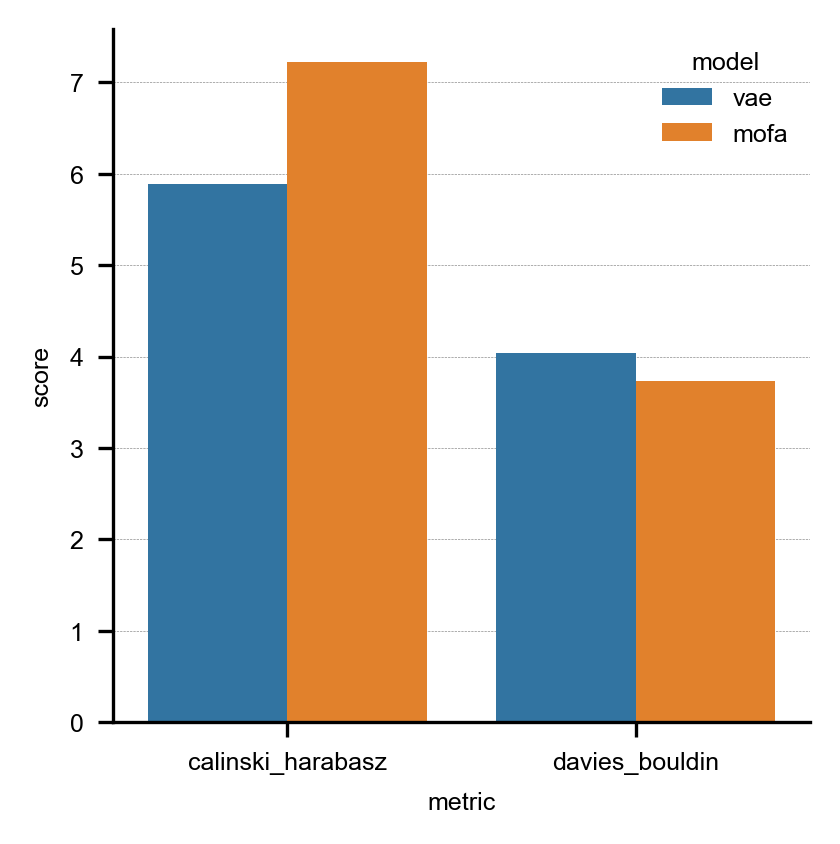 model
vae
mofa
7
6
5
4
3
2
1
0
score
calinski_harabasz
davies_bouldin
metric